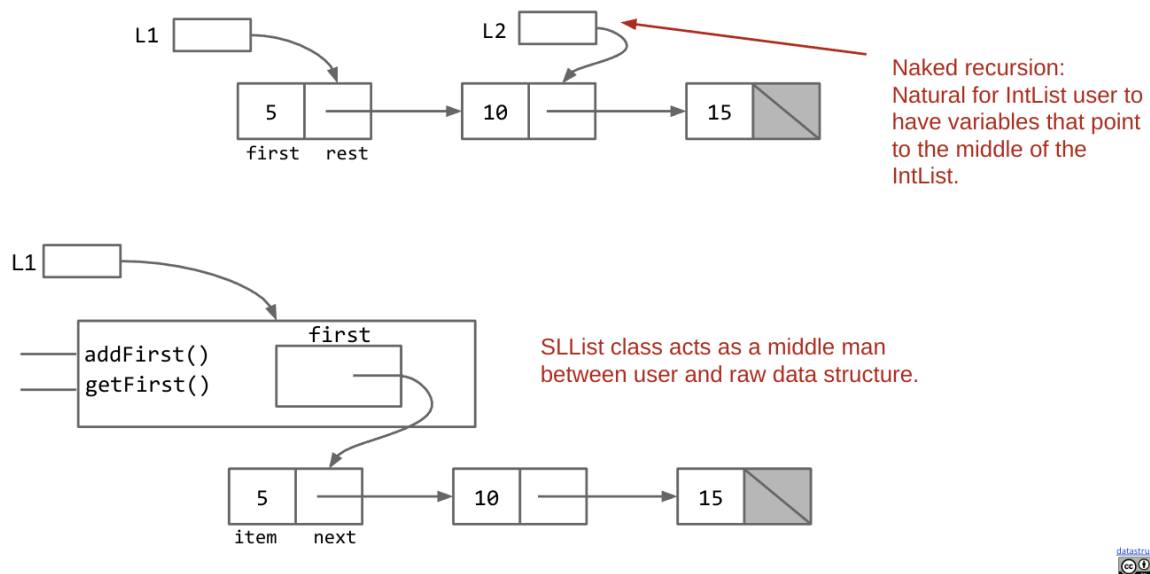 L1
L2
Naked recursion:
Natural for IntList user to
have variables that point
to the middle of the
IntList.
5
10
15
first rest
L1
first
addFirst()
getFirst()
SLList class acts as a middle man
between user and raw data structure.
5
10
15
item next
datastru
cc